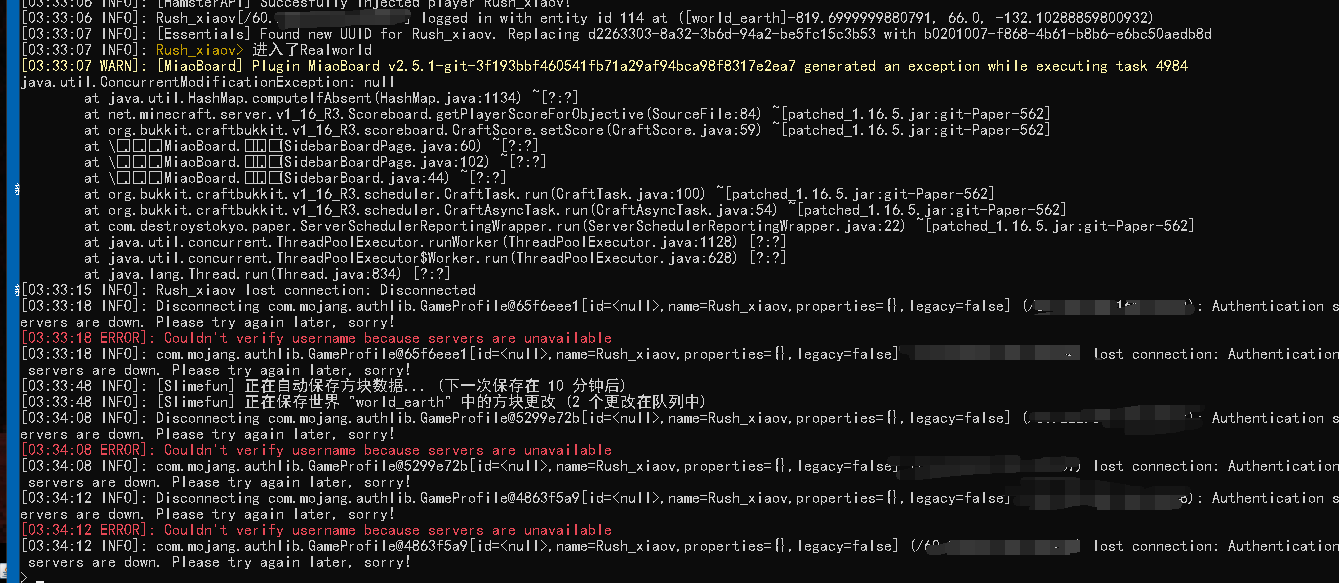 [03:33:06 INFO]: [HamsterAPI] Succesfully injected player Rush_xiaov!
[03:33:06 INFO]: Rush_xiaov[/60. ] logged in with entity id 114 at ([world_earth]-819.6999999880791, 66.0, -132.10288859800932)
[03:33:07 INFO]: [Essentials] Found new UUID for Rush_xiaov. Replacing d2263303-8a32-3b6d-94a2-be5fc15c3b53 with b0201007-f868-4b61-b8b6-e6bc50aedb8d
[03:33:07 INFO]: Rush_xiaov> 进入了Realworld
[03:33:07 WARN]: [MiaoBoard] Plugin MiaoBoard v2.5.1-git-3f193bbf460541fb71a29af94bca98f8317e2ea7 generated an exception while executing task 4984
java.util.ConcurrentModificationException: null
at java.util.HashMap.computeIfAbsent(HashMap.java:1134) ~[?:?]
at net.minecraft.server.v1_16_R3.Scoreboard.getPlayerScoreForObjective(SourceFile:84) ~[patched_1.16.5.jar:git-Paper-562]
at org.bukkit.craftbukkit.v1_16_R3.scoreboard.CraftScore.setScore(CraftScore.java:59) ~[patched_1.16.5.jar:git-Paper-562]
at \□.□.□MiaoBoard.□□.□SidebarBoardPage.java:60) ~[?:?]
at \□.□.□MiaoBoard.□□.□SidebarBoardPage.java:102) ~[?:?]
at \□.□.□MiaoBoard.□□.□SidebarBoard.java:44) ~[?:?]
at org.bukkit.craftbukkit.v1_16_R3.scheduler.CraftTask.run(CraftTask.java:100) ~[patched_1.16.5.jar:git-Paper-562]
at org.bukkit.craftbukkit.v1_16_R3.scheduler.CraftAsyncTask.run(CraftAsyncTask.java:54) ~[patched_1.16.5.jar:git-Paper-562]
at com.destroystokyo.paper.ServerSchedulerReportingWrapper.run(ServerSchedulerReportingWrapper.java:22) ~[patched_1.16.5.jar:git-Paper-562]
at java.util.concurrent.ThreadPoolExecutor.runWorker(ThreadPoolExecutor.java:1128) [?:?]
at java.util.concurrent.ThreadPoolExecutor$Worker.run(ThreadPoolExecutor.java:628) [?:?]
at java.lang.Thread.run(Thread.java:834) [?:?]
[03:33:15 INFO]: Rush_xiaov lost connection: Disconnected
[03:33:18 INFO]: Disconnecting com.mojang.authlib.GameProfile@65f6eee1[id=<null>,name=Rush_xiaov,properties={},legacy=false] (/ ): Authentication s
ervers are down. Please try again later, sorry!
[03:33:18 ERROR]: Couldn't verify username because servers are unavailable
[03:33:18 INFO]: com.mojang.authlib.GameProfile@65f6eee1[id=<null>,name=Rush_xiaov,properties={},legacy=false] lost connection: Authentication
servers are down. Please try again later, sorry!
[03:33:48 INFO]: [Slimefun] 正在自动保存方块数据... (下一次保存在 10 分钟后)
[03:33:48 INFO]: [Slimefun] 正在保存世界 "world_earth" 中的方块更改 (2 个更改在队列中)
[03:34:08 INFO]: Disconnecting com.mojang.authlib.GameProfile@5299e72b[id=<null>,name=Rush_xiaov,properties={},legacy=false] (/ ): Authentication s
ervers are down. Please try again later, sorry!
[03:34:08 ERROR]: Couldn't verify username because servers are unavailable
[03:34:08 INFO]: com.mojang.authlib.GameProfile@5299e72b[id=<null>,name=Rush_xiaov,properties={},legacy=false] ) lost connection: Authentication
servers are down. Please try again later, sorry!
[03:34:12 INFO]: Disconnecting com.mojang.authlib.GameProfile@4863f5a9[id=<null>,name=Rush_xiaov,properties={},legacy=false] ): Authentication s
ervers are down. Please try again later, sorry!
[03:34:12 ERROR]: Couldn't verify username because servers are unavailable
[03:34:12 INFO]: com.mojang.authlib.GameProfile@4863f5a9[id=<null>,name=Rush_xiaov,properties={},legacy=false] (/60 lost connection: Authentication
servers are down. Please try again later, sorry!
>